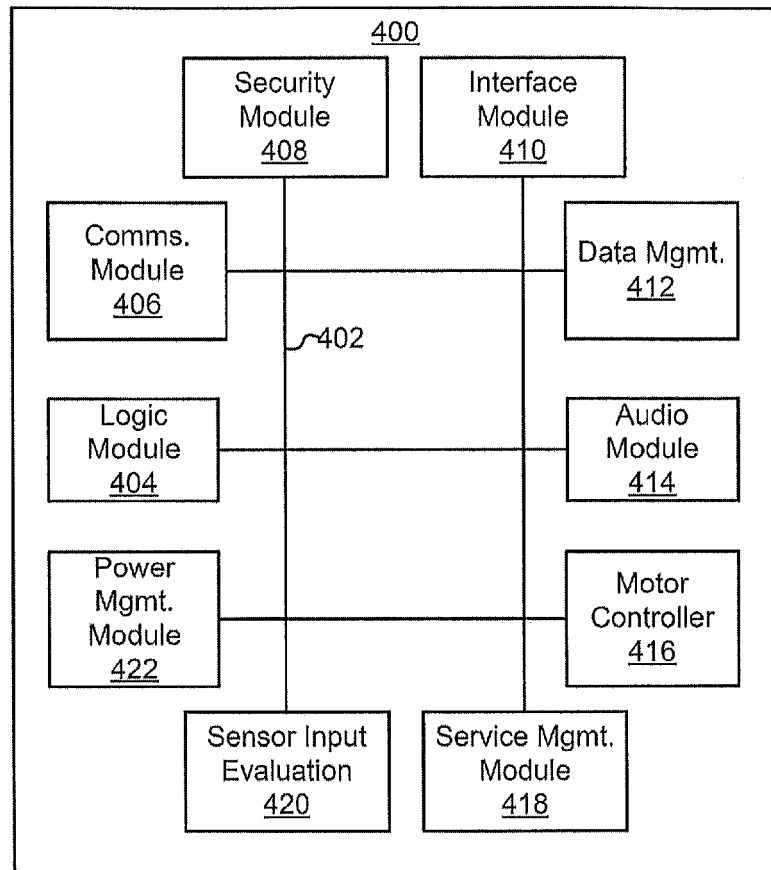 400
Security
Module
408
Interface
Module
410
Comms.
Module
406
Data Mgmt.
412
402
Logic
Module
404
Audio
Module
414
Power
Mgmt.
Module
422
Motor
Controller
416
Sensor Input
Evaluation
420
Service Mgmt.
Module
418